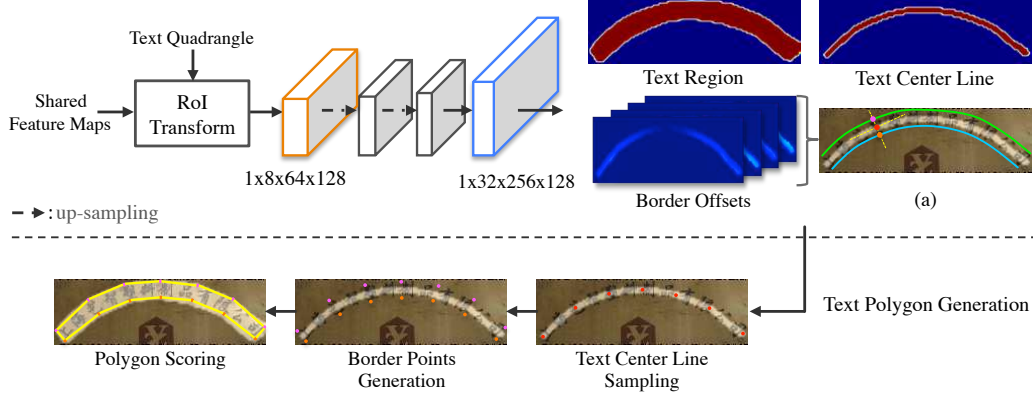 Text Quadrangle
Shared
Feature Maps
RoI
Transform
1x8x64x128
1x32x256x128
Text Region
Text Center Line
Border Offsets
(a)
: up-sampling
Text Polygon Generation
Polygon Scoring
Border Points
Generation
Text Center Line
Sampling